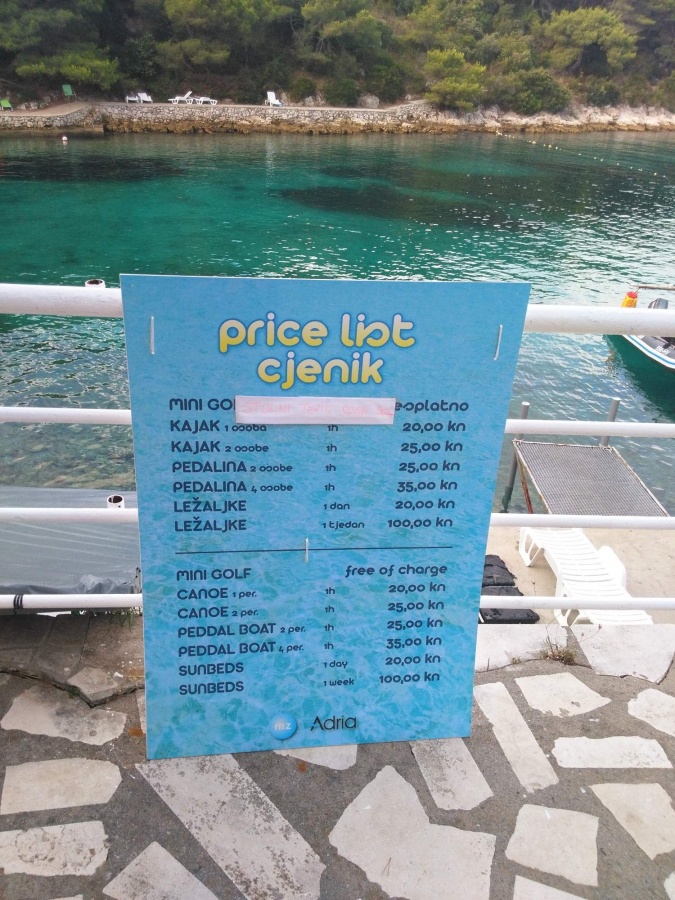 price list
cjenik
MINI GO esplatno
KAJAK 1 osoba 1h 20,00 kn
KAJAK 2 osobe 1h 25,00 kn
PEDALINA 2 osobe 1h 25,00 kn
PEDALINA 4 osobe 1h 35,00 kn
LEŽALJKE 1 dan 20,00 kn
LEŽALJKE 1 tjedan 100,00 kn
MINI GOLF free of charge
CANOE 1 per. 1h 20,00 kn
CANOE 2 per. 1h 25,00 kn
PEDDAL BOAT 2 per. 1h 25,00 kn
PEDDAL BOAT 4 per. 1h 35,00 kn
SUNBEDS 1 day 20,00 kn
SUNBEDS 1 week 100,00 kn
Adria